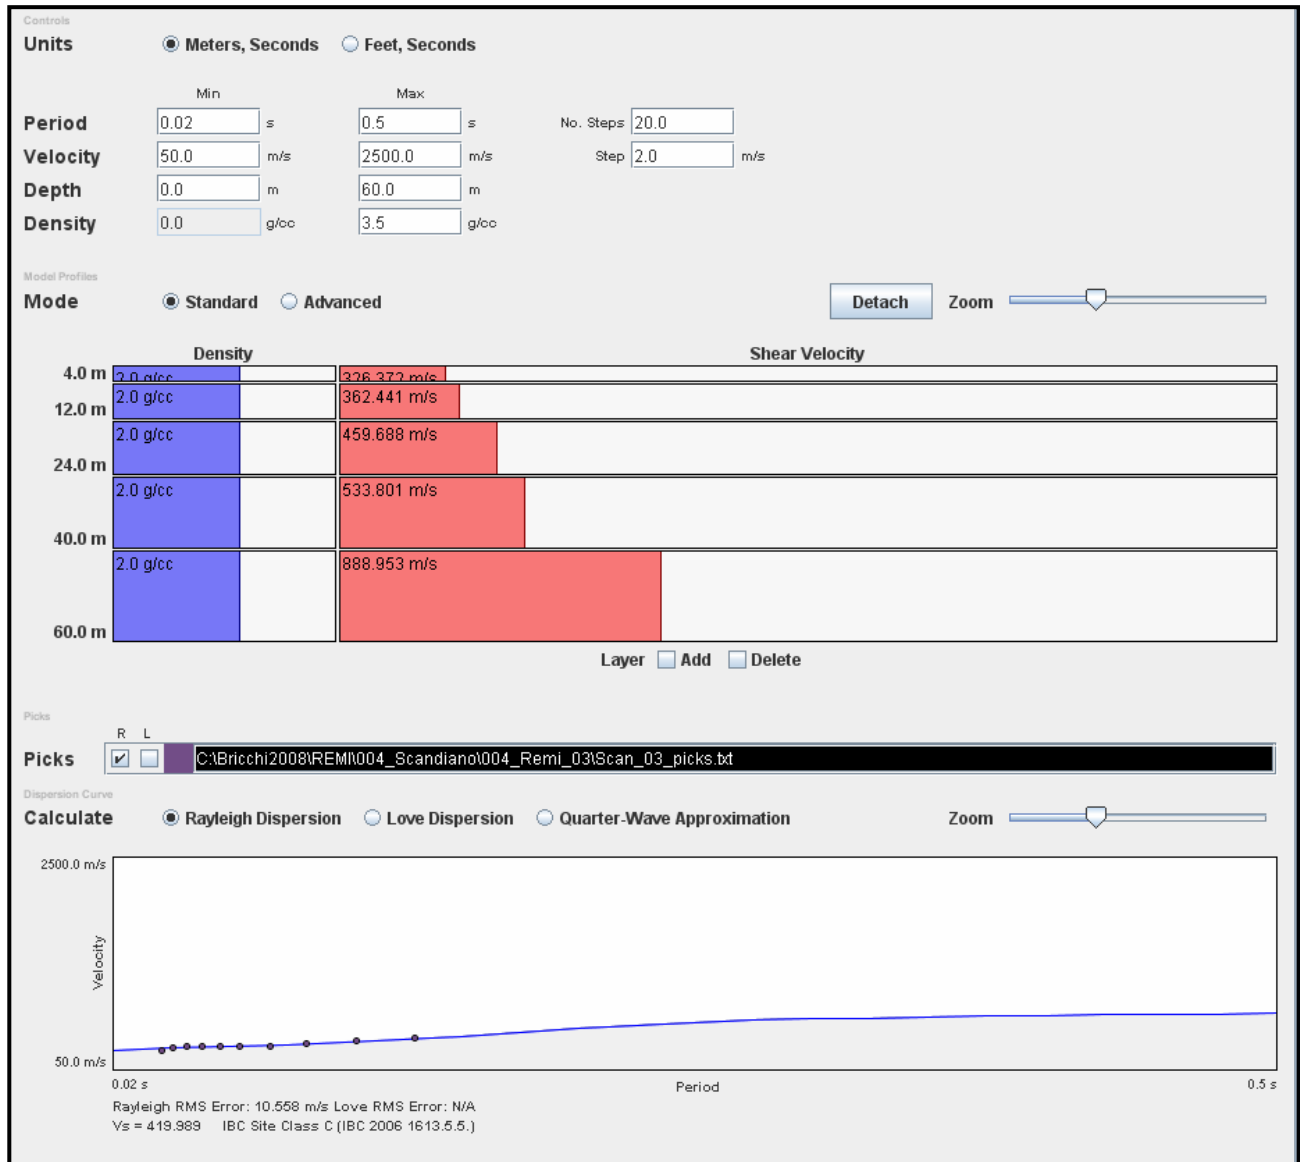 Controls
Units Meters, Seconds Feet, Seconds
Min Max
Period 0.02 s 0.5 s No. Steps 20.0
Velocity 50.0 m/s 2500.0 m/s Step 2.0 m/s
Depth 0.0 m 60.0 m
Density 0.0 g/cc 3.5 g/cc
Model Profiles
Mode Standard Advanced Detach Zoom
Density Shear Velocity
4.0 m 2.0 g/cc 326.372 m/s
2.0 g/cc 362.441 m/s
12.0 m
2.0 g/cc 459.688 m/s
24.0 m
2.0 g/cc 533.801 m/s
40.0 m
2.0 g/cc 888.953 m/s
60.0 m
Layer Add Delete
Picks
R L
Picks C:\Bricchi2008\REMI\004_Scandiano\004_Remi_03\Scan_03_picks.txt
Dispersion Curve
Calculate Rayleigh Dispersion Love Dispersion Quarter-Wave Approximation Zoom
2500.0 m/s
Velocity
50.0 m/s
0.02 s Period 0.5 s
Rayleigh RMS Error: 10.558 m/s Love RMS Error: N/A
Vs = 419.989 IBC Site Class C (IBC 2006 1613.5.5.)